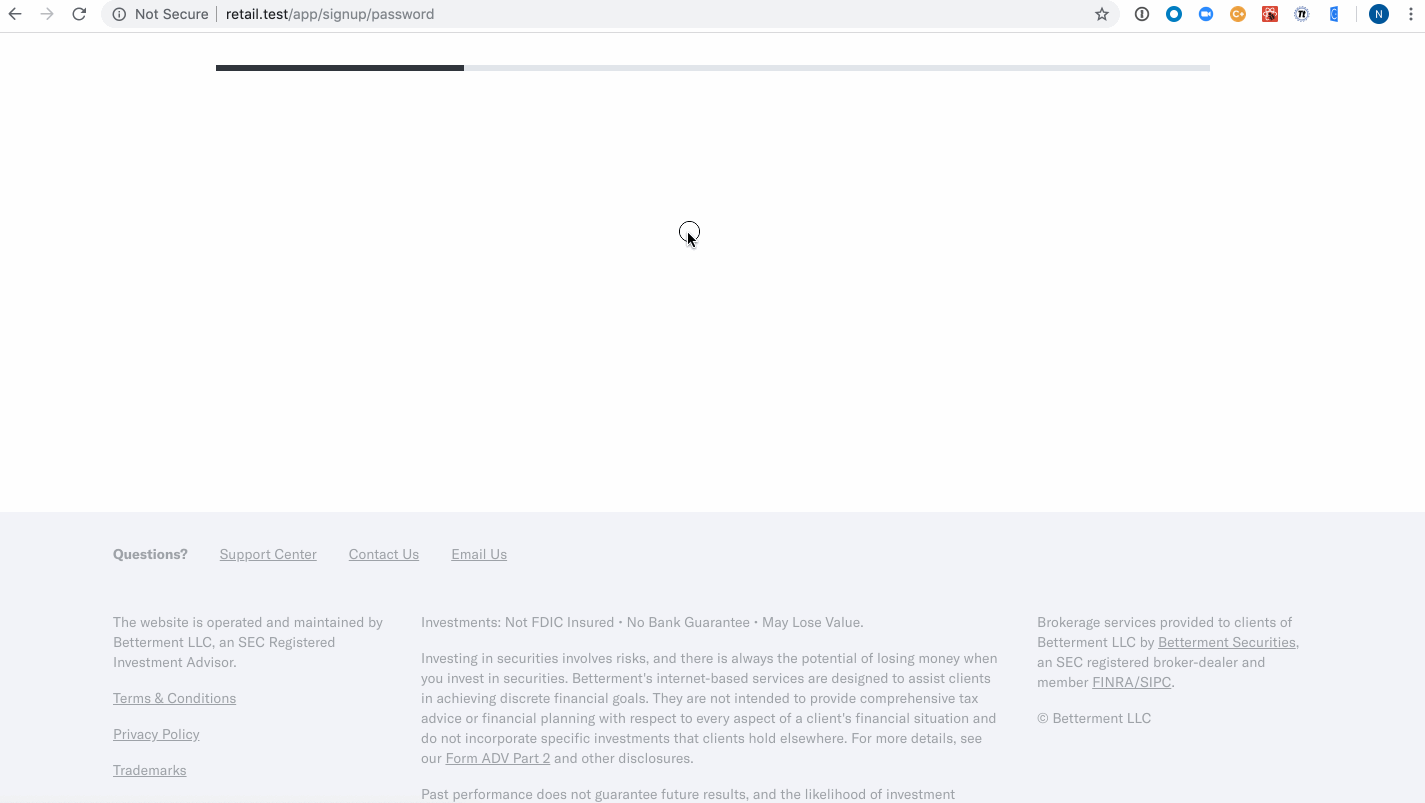 Not Secure retail.test/app/signup/password
C+
Tt
C
N
Questions? Support Center Contact Us Email Us
The website is operated and maintained by
Betterment LLC, an SEC Registered
Investment Advisor.
Terms & Conditions
Privacy Policy
Trademarks
Investments: Not FDIC Insured • No Bank Guarantee • May Lose Value.
Investing in securities involves risks, and there is always the potential of losing money when
you invest in securities. Betterment's internet-based services are designed to assist clients
in achieving discrete financial goals. They are not intended to provide comprehensive tax
advice or financial planning with respect to every aspect of a client's financial situation and
do not incorporate specific investments that clients hold elsewhere. For more details, see
our Form ADV Part 2 and other disclosures.
Past performance does not guarantee future results, and the likelihood of investment
Brokerage services provided to clients of
Betterment LLC by Betterment Securities,
an SEC registered broker-dealer and
member FINRA/SIPC.
© Betterment LLC